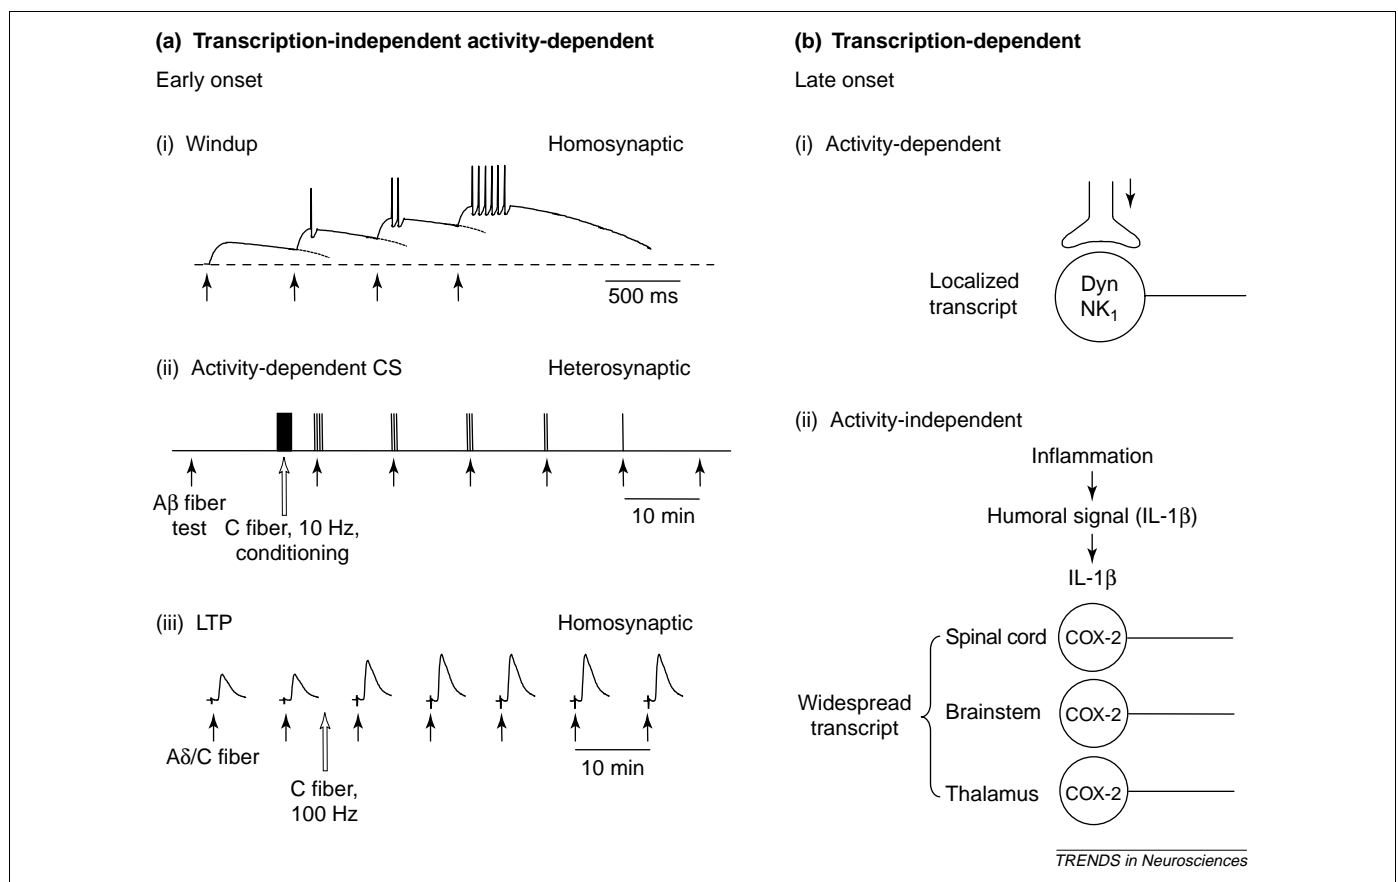 (a) Transcription-independent activity-dependent
Early onset
(i) Windup
Homosynaptic
500 ms
(ii) Activity-dependent CS
Heterosynaptic
Aβ fiber
test
C fiber, 10 Hz,
conditioning
10 min
(iii) LTP
Homosynaptic
Aδ/C fiber
C fiber,
100 Hz
10 min
(b) Transcription-dependent
Late onset
(i) Activity-dependent
Localized
transcript
Dyn
NK₁
(ii) Activity-independent
Inflammation
Humoral signal (IL-1β)
IL-1β
Widespread
transcript
Spinal cord
COX-2
Brainstem
COX-2
Thalamus
COX-2
TRENDS in Neurosciences